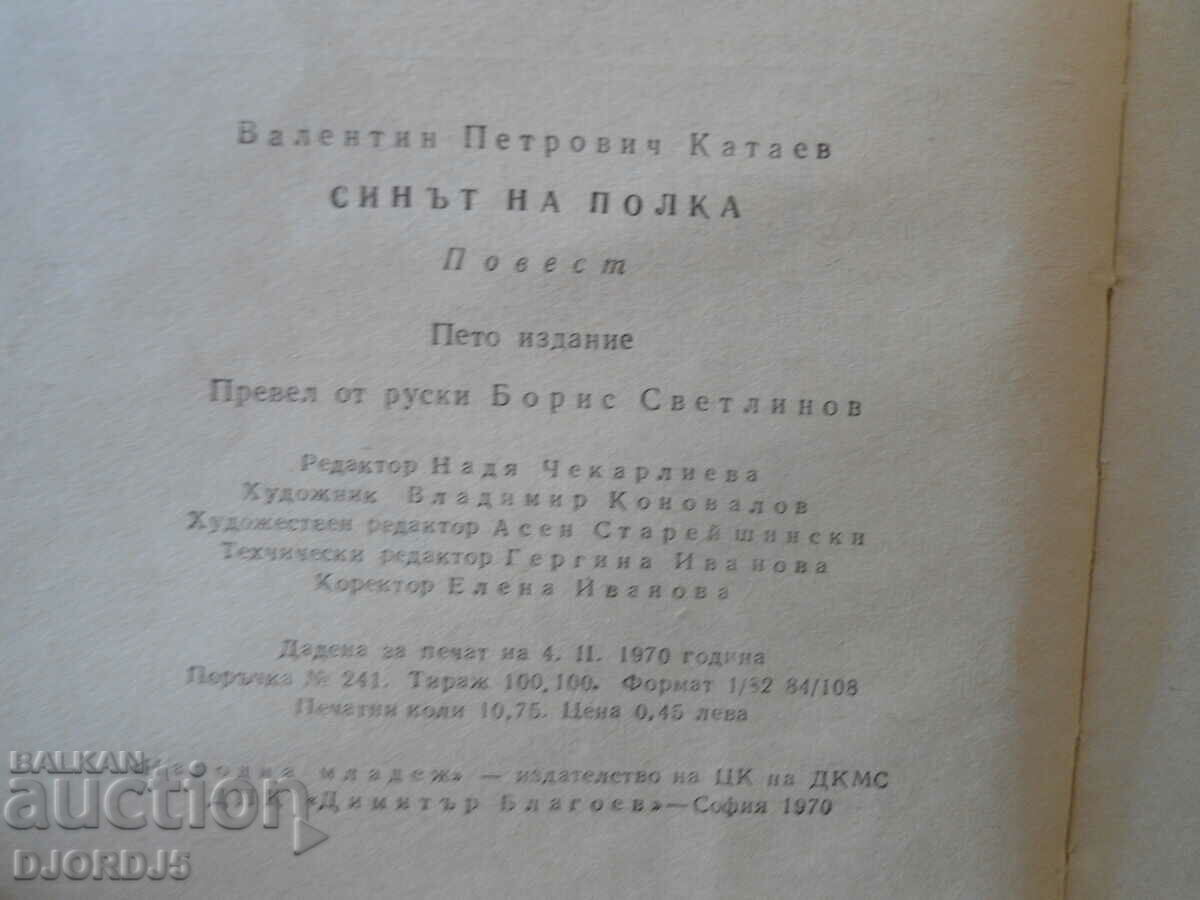 Валентин Петрович Катаев
СИНЪТ НА ПОЛКА
Повест
Пето издание
Превел от руски Борис Светлинов
Редактор Надя Чекарлиева
Художник Владимир Коновалов
Художествен редактор Асен Старейшински
Технически редактор Гергина Иванова
Коректор Елена Иванова
Дадена за печат на 4. II. 1970 година
Поръчка № 241. Тираж 100,100. Формат 1/32 84/108
Печатни коли 10,75. Цена 0,45 лева
младеж» — издателство на ЦК на ДКМС
«Димитър Благоев» — София 1970
BALKAN
auction
DJORDJ5